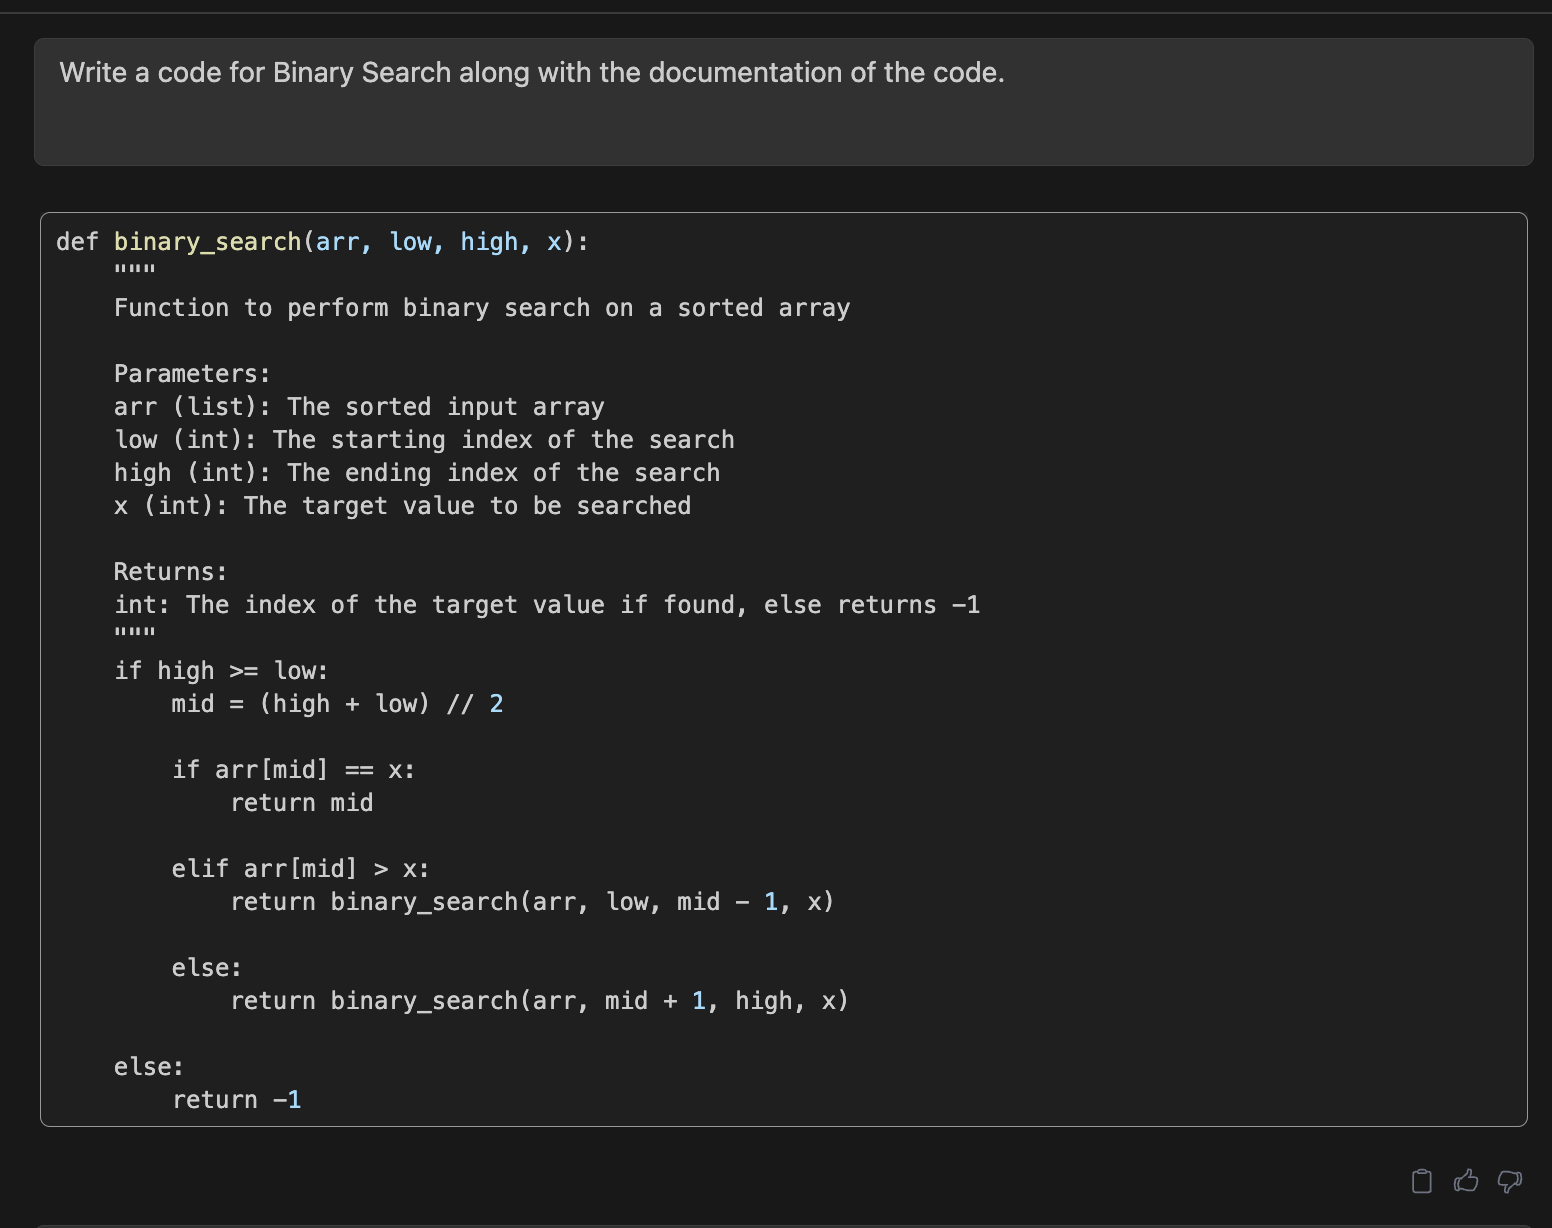 Write a code for Binary Search along with the documentation of the code.
def binary_search(arr, low, high, x):
    """
    Function to perform binary search on a sorted array

    Parameters:
    arr (list): The sorted input array
    low (int): The starting index of the search
    high (int): The ending index of the search
    x (int): The target value to be searched

    Returns:
    int: The index of the target value if found, else returns -1
    """
    if high >= low:
        mid = (high + low) // 2

        if arr[mid] == x:
            return mid

        elif arr[mid] > x:
            return binary_search(arr, low, mid - 1, x)

        else:
            return binary_search(arr, mid + 1, high, x)

    else:
        return -1